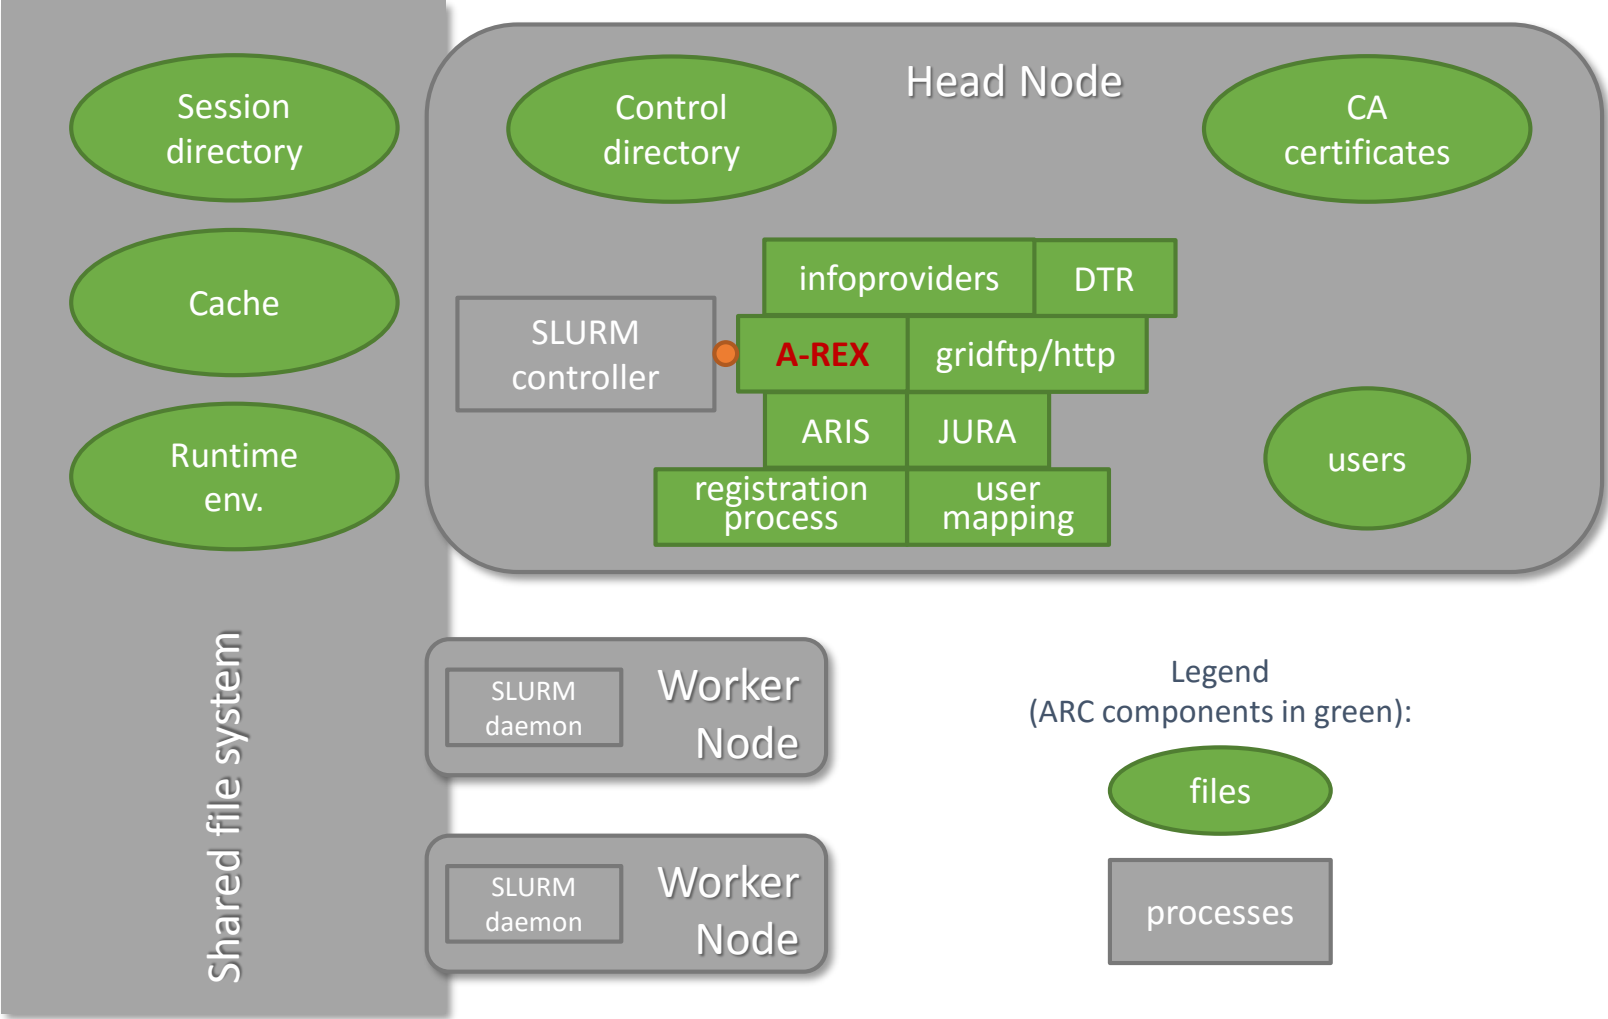 Session
directory
Cache
Runtime
env.
Shared file system
Head Node
Control
directory
CA
certificates
infoproviders
DTR
SLURM
controller
A-REX
gridftp/http
ARIS
JURA
registration
process
user
mapping
users
SLURM
daemon
Worker
Node
SLURM
daemon
Worker
Node
Legend
(ARC components in green):
files
processes